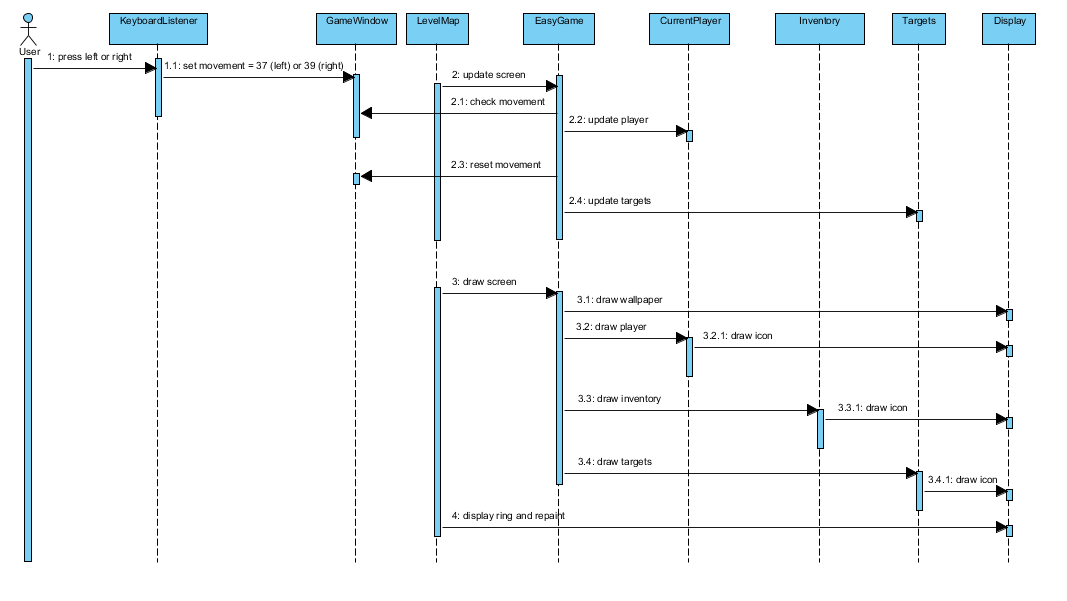 KeyboardListener
GameWindow
LevelMap
EasyGame
CurrentPlayer
Inventory
Targets
Display
User
1: press left or right
1.1: set movement = 37 (left) or 39 (right)
2: update screen
2.1: check movement
2.2: update player
2.3: reset movement
2.4: update targets
3: draw screen
3.1: draw wallpaper
3.2: draw player
3.2.1: draw icon
3.3: draw inventory
3.3.1: draw icon
3.4: draw targets
3.4.1: draw icon
4: display ring and repaint